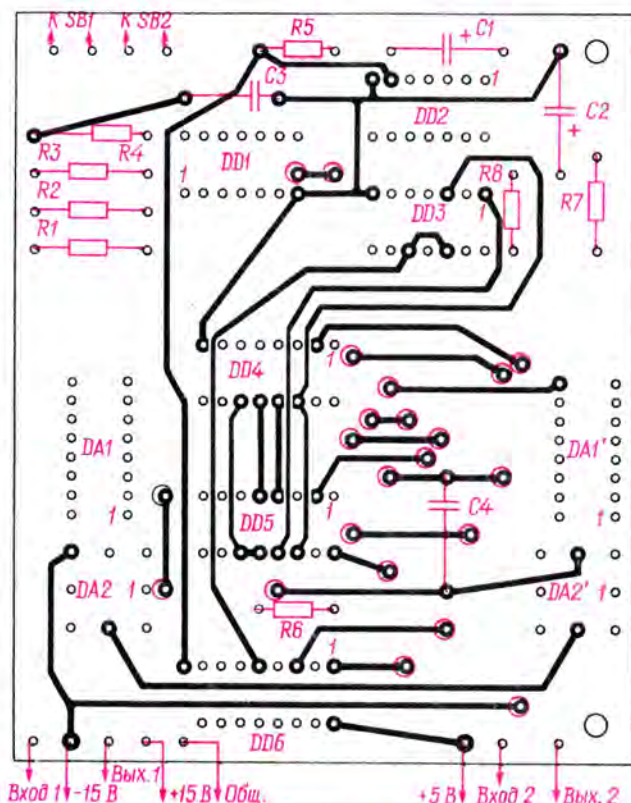 К SB1 К SB2
R5
+ C1
C3
1
R3 R4
DD1
DD2
C2
+
R2
1
DD3
1
R8
R7
R1
DD4
1
DA1
DA1'
C4
1
DD5
1
1
DA2 1
DA2' 1
R6
1
DD6
Вход 1 -15 В Вых.1 +15 В Общ. +5 В Вход 2 Вых. 2